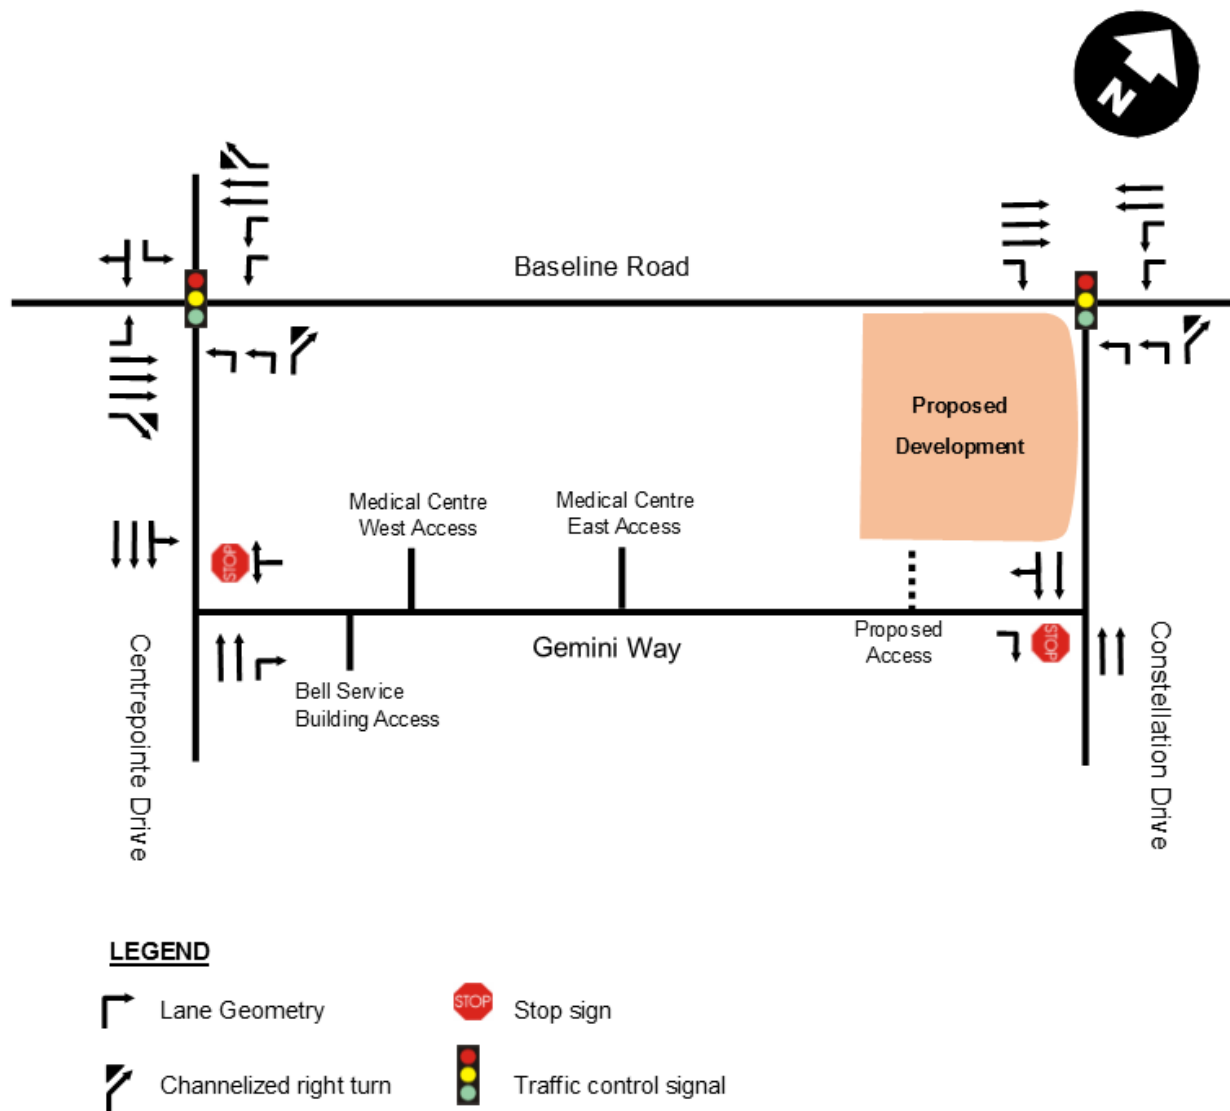 N
Baseline Road
Proposed
Development
Medical Centre
West Access
Medical Centre
East Access
STOP
Gemini Way
Proposed
Access
STOP
Bell Service
Building Access
Centrepointe Drive
Constellation Drive
LEGEND
Lane Geometry
STOP
Stop sign
Channelized right turn
Traffic control signal